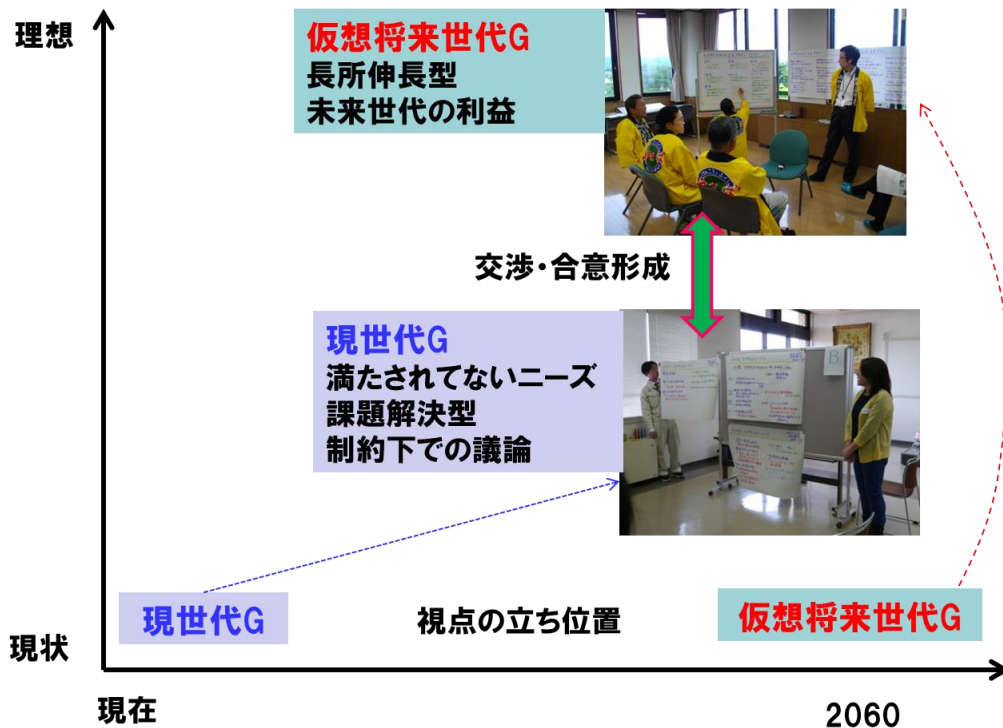 理想
仮想将来世代G
長所伸長型
未来世代の利益
交渉・合意形成
現世代G
満たされてないニーズ
課題解決型
制約下での議論
B
現世代G
視点の立ち位置
仮想将来世代G
現状
現在
2060